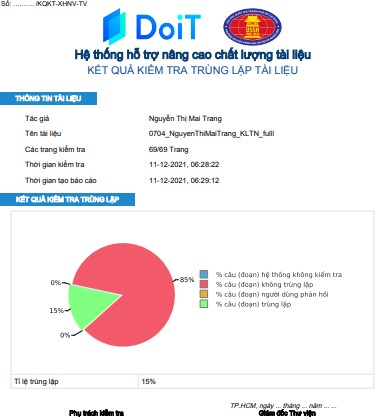 Số: ............ /KQKT-XHNV-TV
DoiT
USSH
Hệ thống hỗ trợ nâng cao chất lượng tài liệu
KẾT QUẢ KIỂM TRA TRÙNG LẶP TÀI LIỆU
THÔNG TIN TÀI LIỆU
Tác giả Nguyễn Thị Mai Trang
Tên tài liệu 0704_NguyenThiMaiTrang_KLTN_fulll
Các trang kiểm tra 69/69 Trang
Thời gian kiểm tra 11-12-2021, 06:28:22
Thời gian tạo báo cáo 11-12-2021, 06:29:12
KẾT QUẢ KIỂM TRA TRÙNG LẶP
0%
85%
15%
0%
% câu (đoạn) hệ thống không kiểm tra
% câu (đoạn) không trùng lặp
% câu (đoạn) người dùng phản hồi
% câu (đoạn) trùng lặp
Tỉ lệ trùng lặp 15%
TP.HCM, ngày ... tháng ... năm ... ...
Phụ trách kiểm tra Giám đốc Thư viện